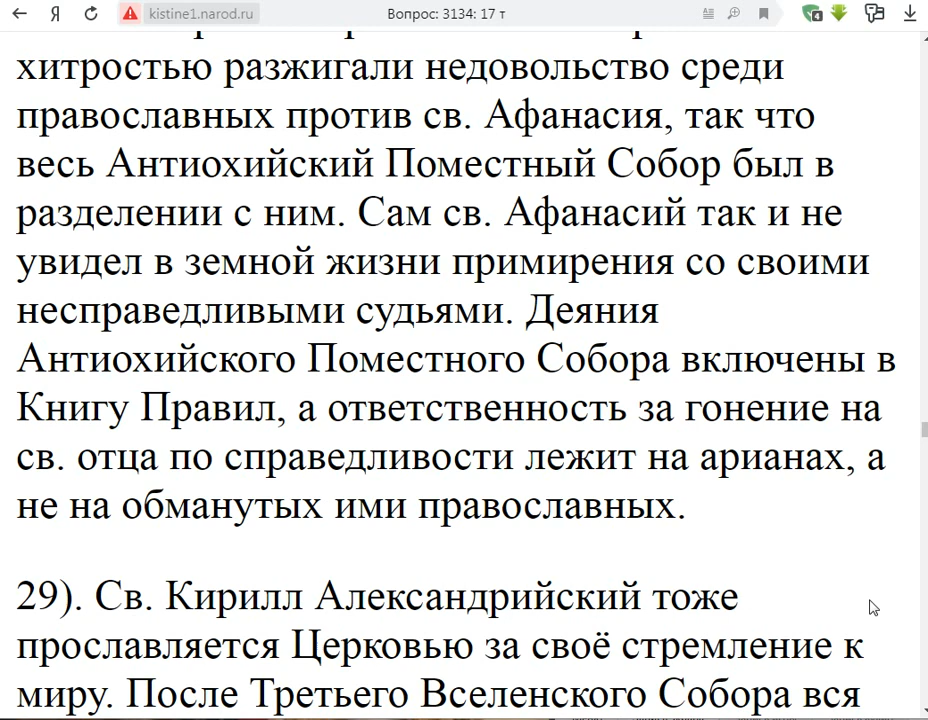 kistine1.narod.ru
Вопрос: 3134: 17 т
4
хитростью разжигали недовольство среди
православных против св. Афанасия, так что
весь Антиохийский Поместный Собор был в
разделении с ним. Сам св. Афанасий так и не
увидел в земной жизни примирения со своими
несправедливыми судьями. Деяния
Антиохийского Поместного Собора включены в
Книгу Правил, а ответственность за гонение на
св. отца по справедливости лежит на арианах, а
не на обманутых ими православных.
29). Св. Кирилл Александрийский тоже
прославляется Церковью за своё стремление к
миру. После Третьего Вселенского Собора вся